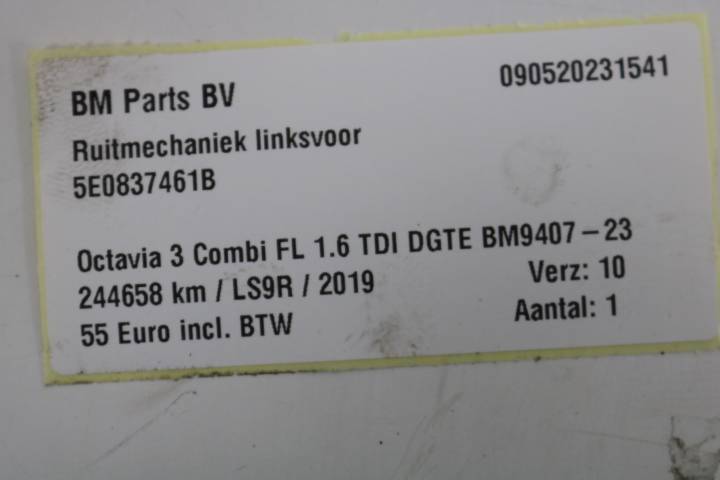 BM Parts BV 090520231541
Ruitmechaniek linksvoor
5E0837461B
Octavia 3 Combi FL 1.6 TDI DGTE BM9407-23
244658 km / LS9R / 2019 Verz: 10
55 Euro incl. BTW Aantal: 1